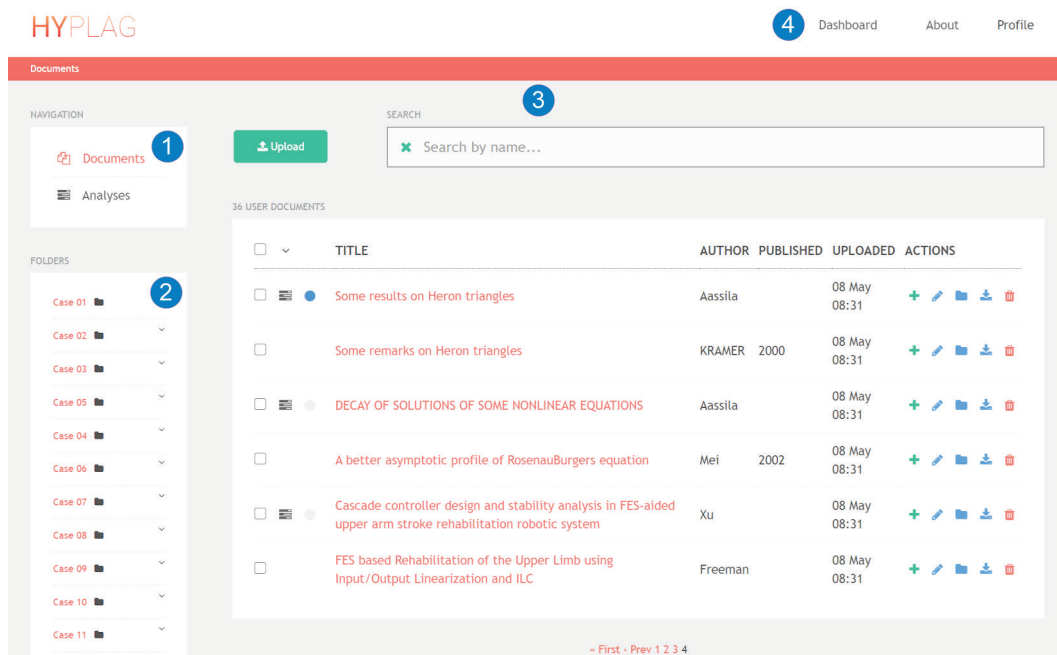 HYPLAG
4 Dashboard About Profile
Documents
NAVIGATION
1
Documents
Analyses
FOLDERS
2
Case 01
Case 02
Case 03
Case 05
Case 04
Case 06
Case 07
Case 08
Case 09
Case 10
Case 11
3
SEARCH
Upload
Search by name...
36 USER DOCUMENTS
TITLE AUTHOR PUBLISHED UPLOADED ACTIONS
Some results on Heron triangles Aassila 08 May
08:31
Some remarks on Heron triangles KRAMER 2000 08 May
08:31
DECAY OF SOLUTIONS OF SOME NONLINEAR EQUATIONS Aassila 08 May
08:31
A better asymptotic profile of RosenauBurgers equation Mei 2002 08 May
08:31
Cascade controller design and stability analysis in FES-aided
upper arm stroke rehabilitation robotic system Xu 08 May
08:31
FES based Rehabilitation of the Upper Limb using
Input/Output Linearization and ILC Freeman 08 May
08:31
« First ‹ Prev 1 2 3 4